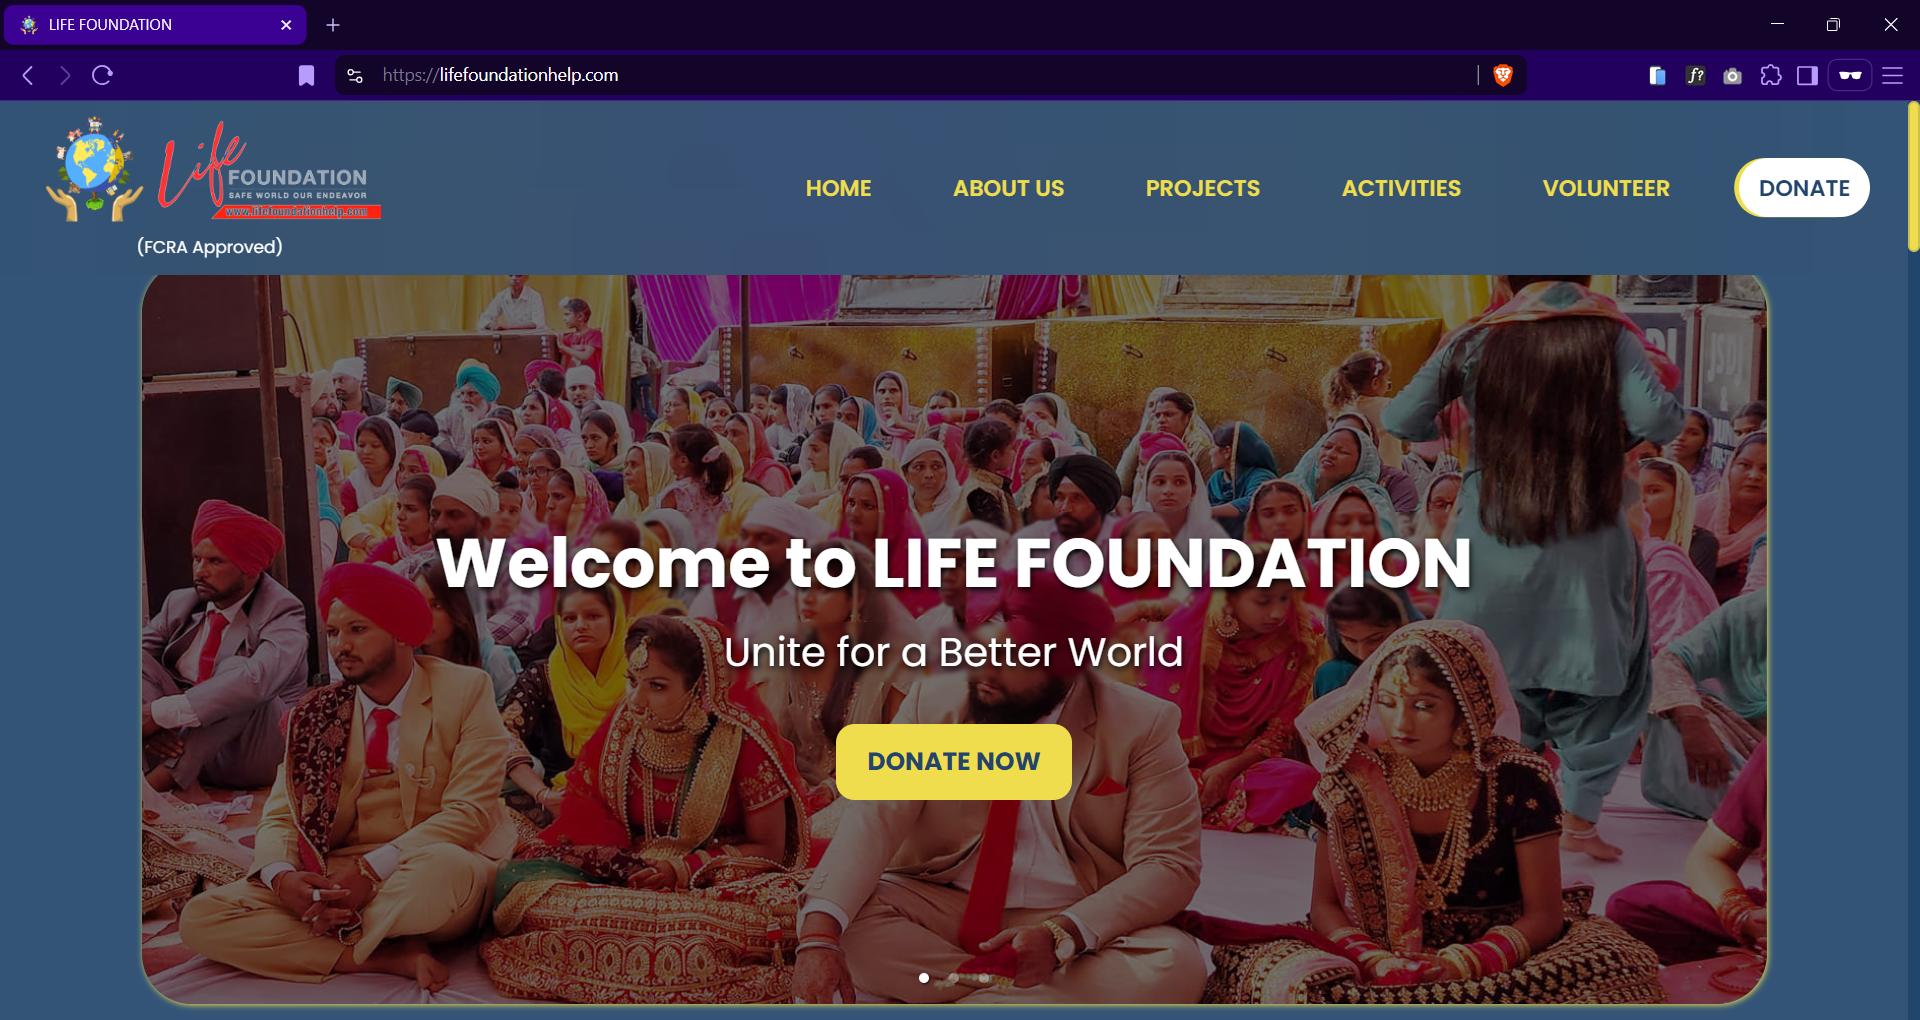 LIFE FOUNDATION
https://lifefoundationhelp.com
Life
FOUNDATION
SAFE WORLD OUR ENDEAVOR
www.lifefoundationhelp.com
(FCRA Approved)
HOME
ABOUT US
PROJECTS
ACTIVITIES
VOLUNTEER
DONATE
Welcome to LIFE FOUNDATION
Unite for a Better World
DONATE NOW